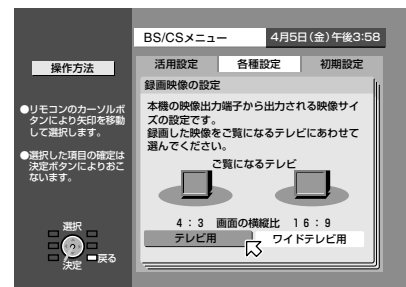 BS/CSメニュー
4月5日(金)午後3:58
操作方法
活用設定 各種設定 初期設定
録画映像の設定
●リモコンのカーソルボ
タンにより矢印を移動
して選択します。
●選択した項目の確定は
決定ボタンによりおこ
ないます。
本機の映像出力端子から出力される映像サイ
ズの設定です。
録画した映像をご覧になるテレビにあわせて
選んでください。
ご覧になるテレビ
4:3 画面の横縦比 16:9
テレビ用 ワイドテレビ用
選択
戻る
決定